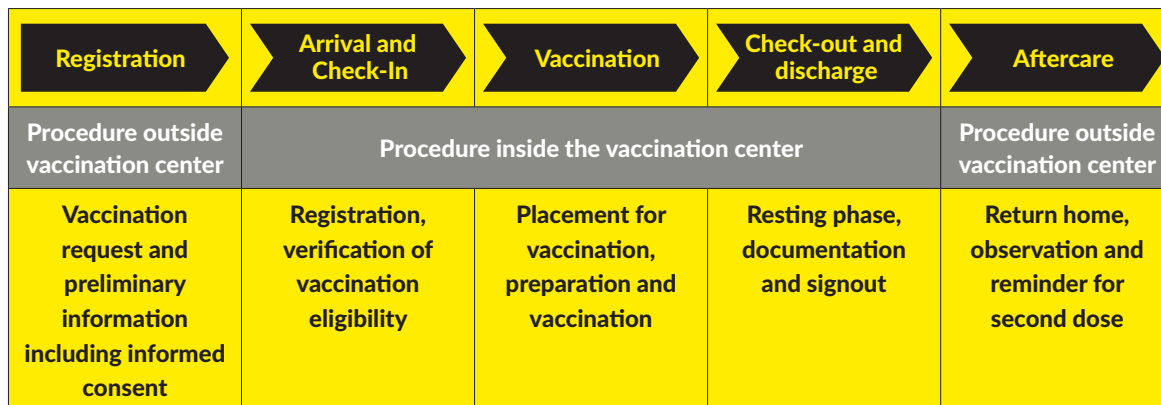 Registration
Arrival and
Check-In
Vaccination
Check-out and
discharge
Aftercare
Procedure outside
vaccination center
Procedure inside the vaccination center
Procedure outside
vaccination center
Vaccination
request and
preliminary
information
including informed
consent
Registration,
verification of
vaccination
eligibility
Placement for
vaccination,
preparation and
vaccination
Resting phase,
documentation
and signout
Return home,
observation and
reminder for
second dose